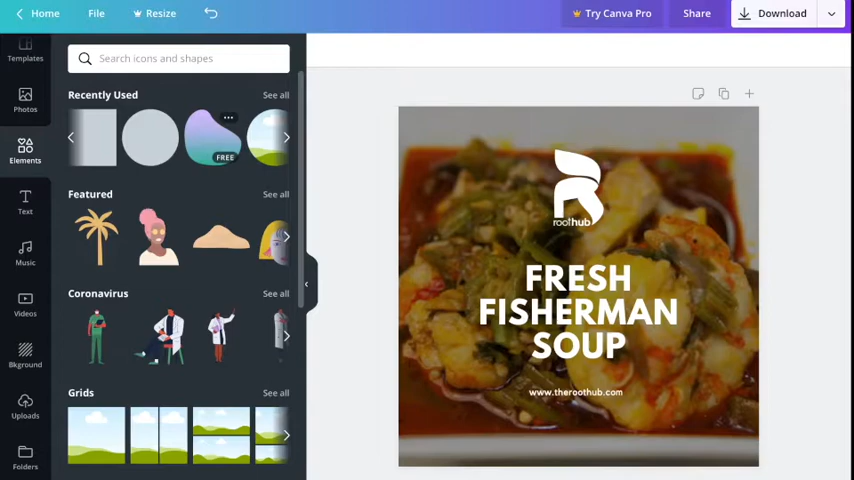 Home
File
Resize
Try Canva Pro
Share
Download
Templates
Photos
Elements
Text
Music
Videos
Bkground
Uploads
Folders
Search icons and shapes
Recently Used
See all
FREE
Featured
See all
Coronavirus
See all
Grids
See all
roothub
FRESH
FISHERMAN
SOUP
www.theroothub.com